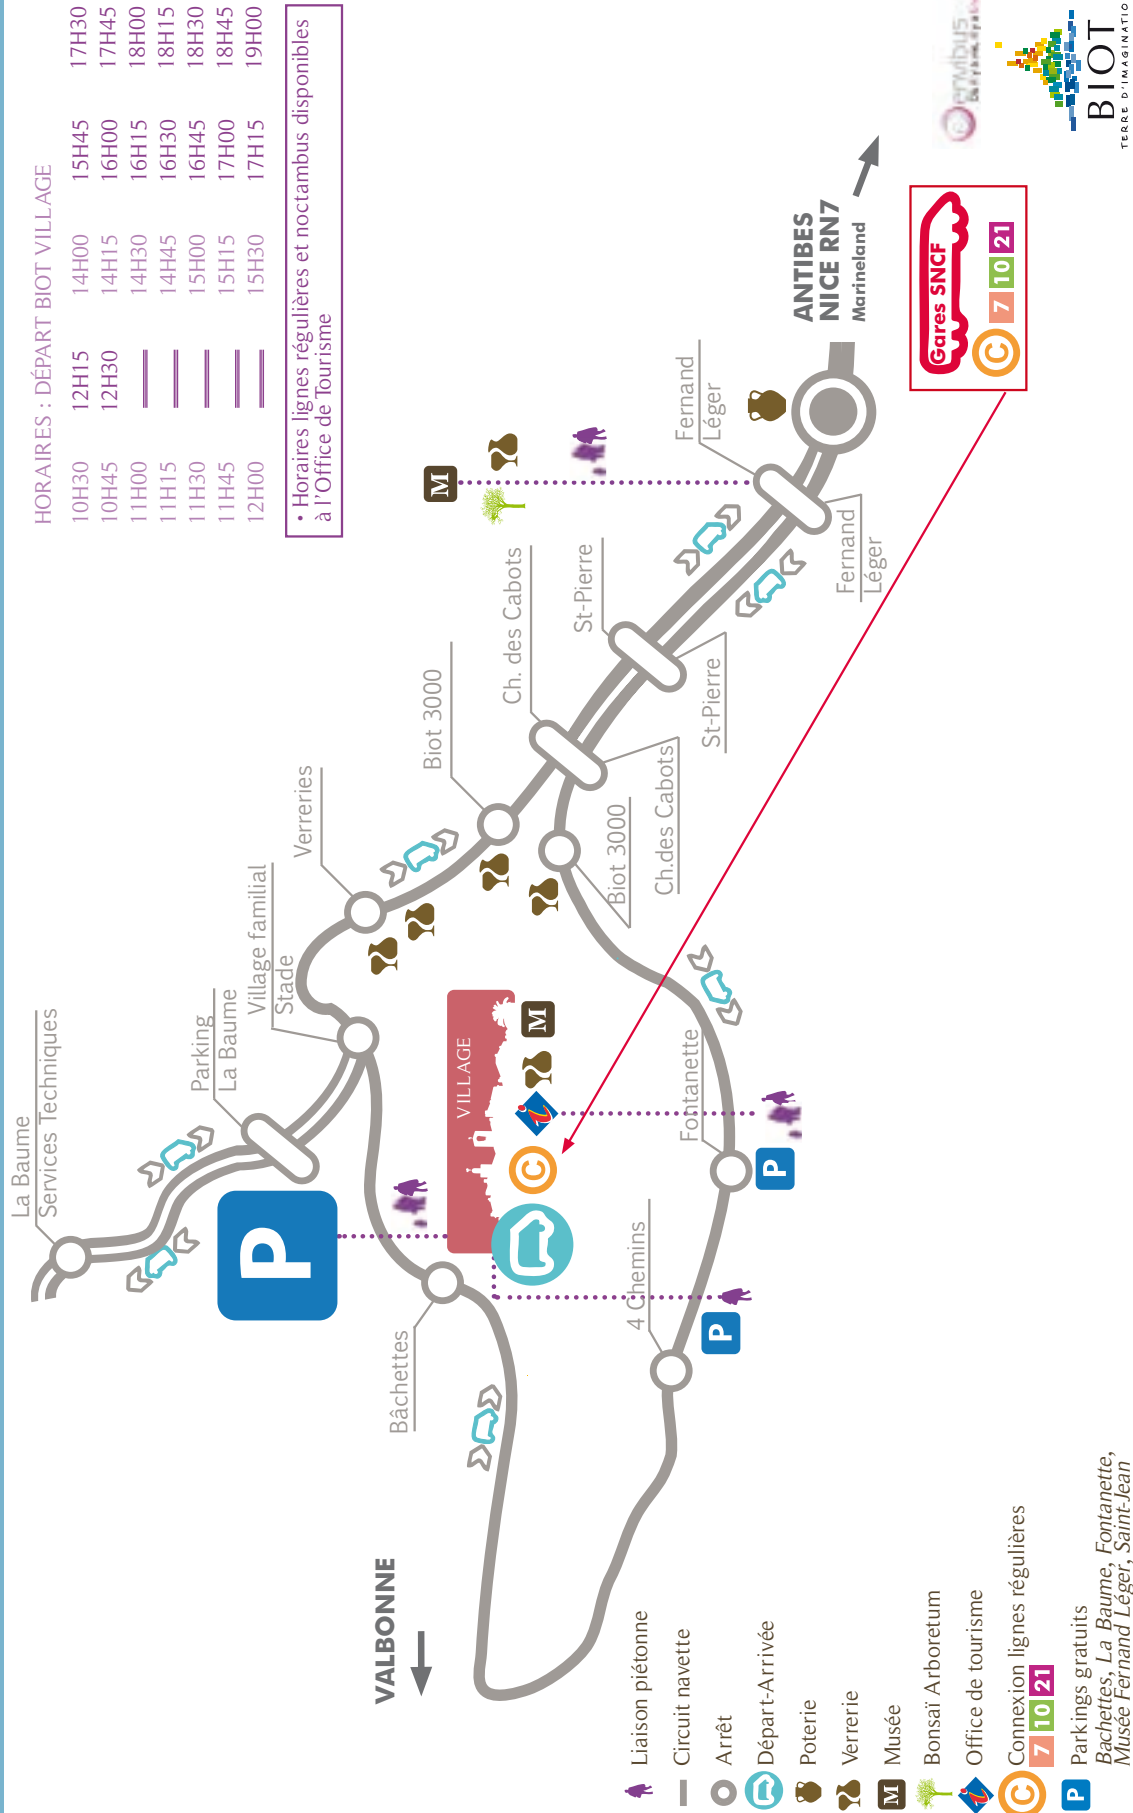 HORAIRES : DÉPART BIOT VILLAGE
10H30 12H15 14H00 15H45 17H30
10H45 12H30 14H15 16H00 17H45
11H00 14H30 16H15 18H00
11H15 14H45 16H30 18H15
11H30 15H00 16H45 18H30
11H45 15H15 17H00 18H45
12H00 15H30 17H15 19H00
• Horaires lignes régulières et noctambus disponibles
à l'Office de Tourisme
La Baume
Services Techniques
Parking
La Baume
Village familial
Stade
Verreries
Biot 3000
Ch. des Cabots
St-Pierre
Fernand
Léger
M
P
VILLAGE
M
i
C
Bâchettes
VALBONNE
4 Chemins
P
Fontanette
P
Biot 3000
Ch.des Cabots
St-Pierre
Fernand
Léger
ANTIBES
NICE RN7
Marineland
Gares SNCF
C 7 10 21
envibus
BIOT
TERRE D'IMAGINATIO
Liaison piétonne
Circuit navette
Arrêt
Départ-Arrivée
Poterie
Verrerie
M Musée
Bonsaï Arboretum
i Office de tourisme
C Connexion lignes régulières
7 10 21
P Parkings gratuits
Bachettes, La Baume, Fontanette,
Musée Fernand Léger, Saint-Jean